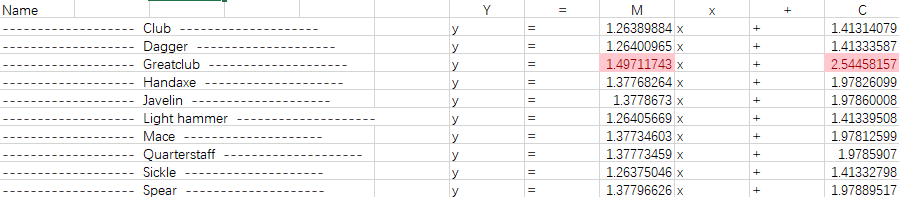 Name Y = M x + C
------------------- Club -------------------- y = 1.26389884 x + 1.41314079
------------------- Dagger -------------------- y = 1.26400965 x + 1.41333587
------------------- Greatclub -------------------- y = 1.49711743 x + 2.54458157
------------------- Handaxe -------------------- y = 1.37768264 x + 1.97826099
------------------- Javelin -------------------- y = 1.3778673 x + 1.97860008
------------------- Light hammer -------------------- y = 1.26405669 x + 1.41339508
------------------- Mace -------------------- y = 1.37734603 x + 1.97812599
------------------- Quarterstaff -------------------- y = 1.37773459 x + 1.9785907
------------------- Sickle -------------------- y = 1.26375046 x + 1.41332798
------------------- Spear -------------------- y = 1.37796626 x + 1.97889517